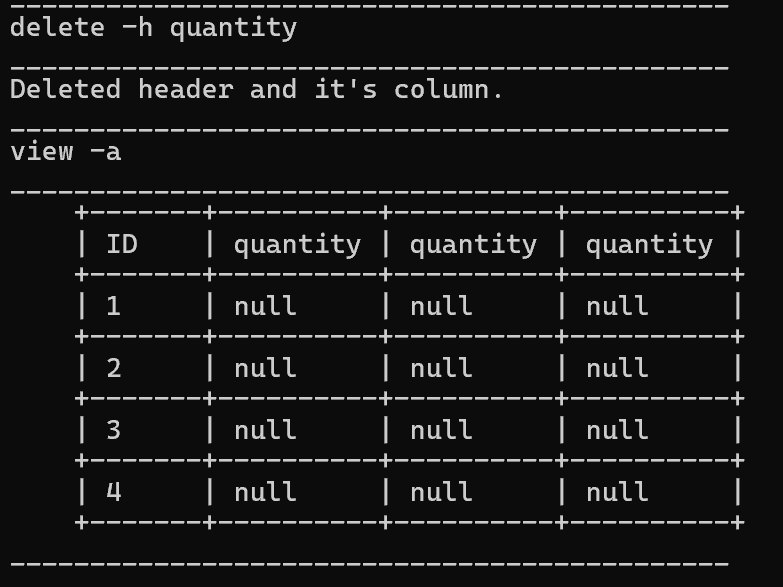 ---------------------------------------------
delete -h quantity
---------------------------------------------
Deleted header and it's column.
---------------------------------------------
view -a
---------------------------------------------
+-------+----------+----------+----------+
| ID    | quantity | quantity | quantity |
+-------+----------+----------+----------+
| 1     | null     | null     | null     |
+-------+----------+----------+----------+
| 2     | null     | null     | null     |
+-------+----------+----------+----------+
| 3     | null     | null     | null     |
+-------+----------+----------+----------+
| 4     | null     | null     | null     |
+-------+----------+----------+----------+
---------------------------------------------